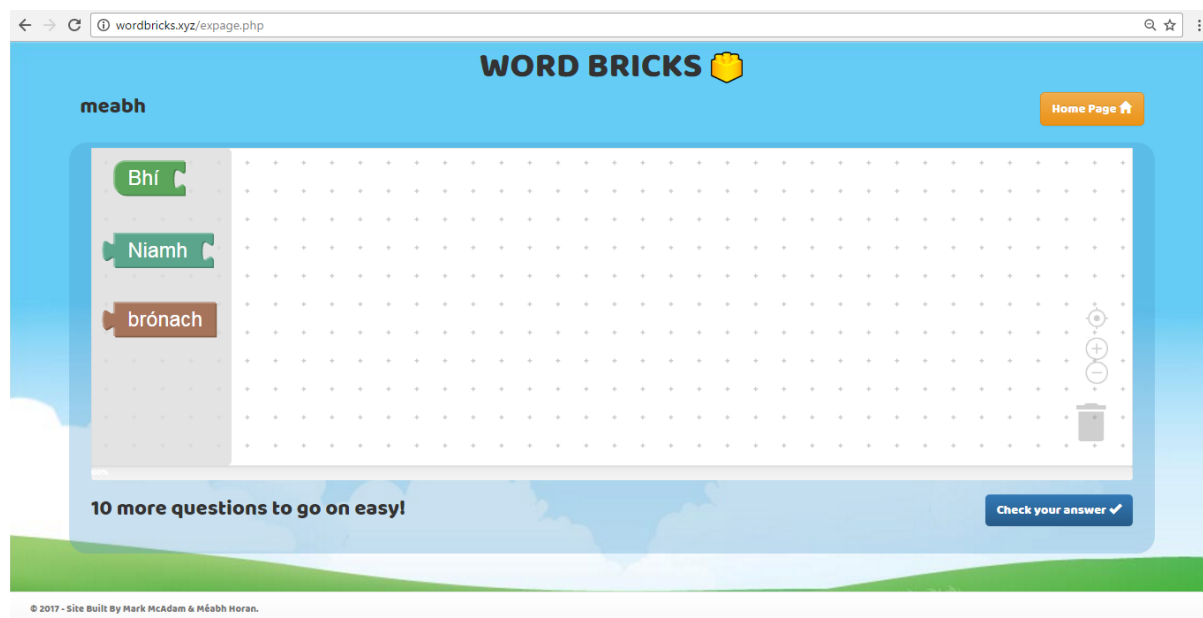 wordbricks.xyz/expage.php
WORD BRICKS
meabh
Home Page
Bhí
Niamh
brónach
10 more questions to go on easy!
Check your answer
© 2017 - Site Built By Mark McAdam & Méabh Horan.